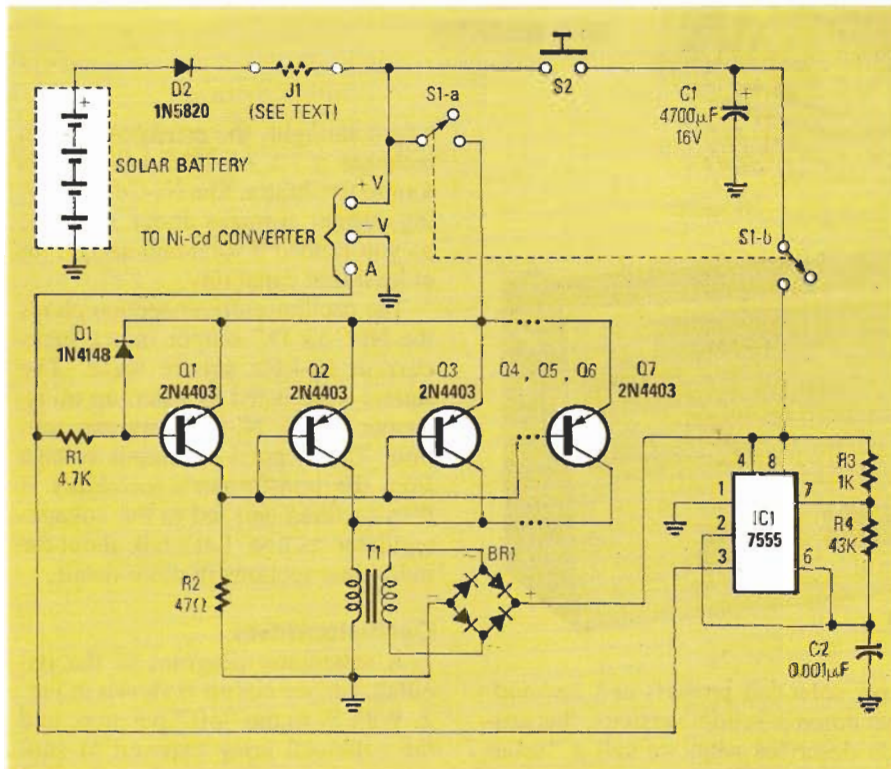 D2
1N5820
J1
(SEE TEXT)
S2
C1
4700µF
16V
+
S1-a
+
SOLAR BATTERY
+V
−V
A
TO Ni-Cd CONVERTER
S1-b
D1
1N4148
Q1
2N4403
Q2
2N4403
Q3
2N4403
Q4, Q5, Q6
Q7
2N4403
R1
4.7K
R2
47Ω
T1
BR1
−
+
4
8
1
7
2
3
6
IC1
7555
R3
1K
R4
43K
C2
0.001µF